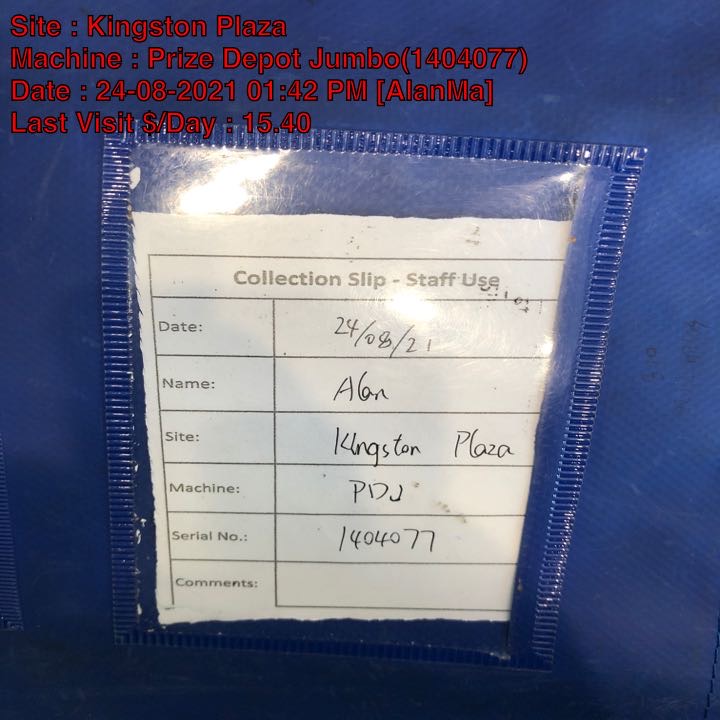 Site : Kingston Plaza
Machine : Prize Depot Jumbo(1404077)
Date : 24-08-2021 01:42 PM [AlanMa]
Last Visit $/Day : 15.40
Collection Slip - Staff Use
Date: 24/08/21
Name: Alan
Site: Kingston Plaza
Machine: PDJ
Serial No.: 1404077
Comments: